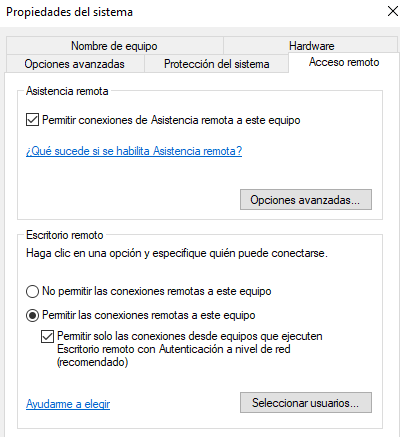 Propiedades del sistema
Nombre de equipo
Hardware
Opciones avanzadas
Protección del sistema
Acceso remoto
Asistencia remota
Permitir conexiones de Asistencia remota a este equipo
¿Qué sucede si se habilita Asistencia remota?
Opciones avanzadas...
Escritorio remoto
Haga clic en una opción y especifique quién puede conectarse.
No permitir las conexiones remotas a este equipo
Permitir las conexiones remotas a este equipo
Permitir solo las conexiones desde equipos que ejecuten
Escritorio remoto con Autenticación a nivel de red
(recomendado)
Ayudarme a elegir
Seleccionar usuarios...